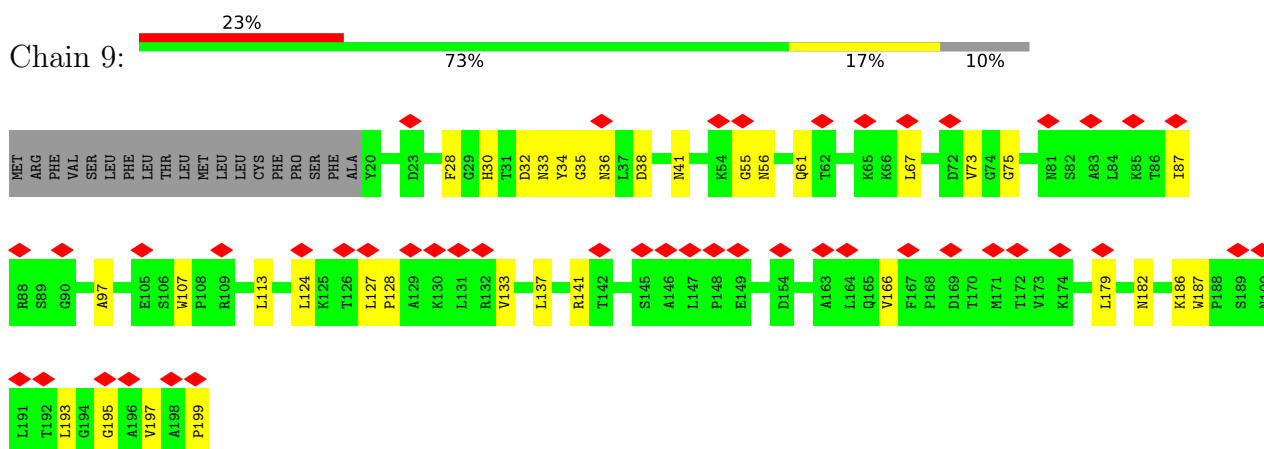 23%
Chain 9:
73% 17% 10%
MET ARG PHE VAL SER LEU PHE LEU THR LEU MET LEU LEU CYS PHE PRO SER PHE ALA Y20 D23 F28 G29 H30 T31 D32 N33 Y34 G35 N36 L37 D38 N41 K54 G55 N56 Q61 T62 K65 K66 L67 D72 V73 G74 G75 N81 S82 A83 L84 K85 T86 I87
R88 S89 G90 A97 E105 S106 W107 P108 R109 L113 L124 K125 T126 L127 P128 A129 K130 L131 R132 V133 L137 R141 T142 S145 A146 L147 P148 E149 D154 A163 L164 Q165 V166 F167 P168 D169 T170 M171 T172 V173 K174 L179 N182 K186 W187 P188 S189
L191 T192 L193 G194 G195 A196 V197 A198 P199